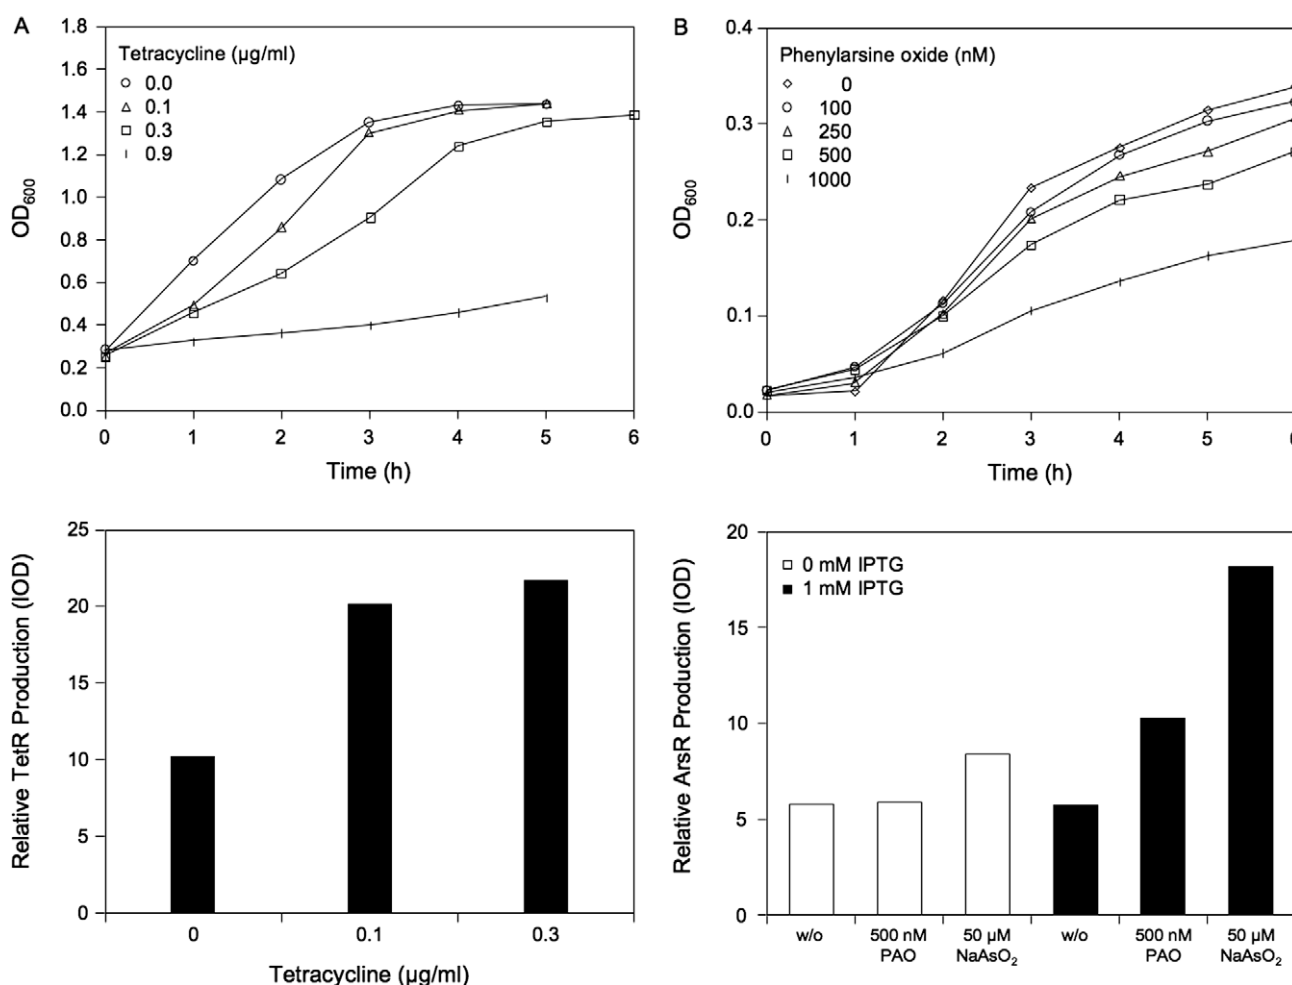 A
Tetracycline (µg/ml)
0.0
0.1
0.3
0.9
1.8
1.6
1.4
1.2
1.0
0.8
0.6
0.4
0.2
0.0
OD600
0 1 2 3 4 5 6
Time (h)
B
Phenylarsine oxide (nM)
0
100
250
500
1000
0.4
0.3
0.2
0.1
0.0
OD600
0 1 2 3 4 5
Time (h)
25
20
15
10
5
0
Relative TetR Production (IOD)
0 0.1 0.3
Tetracycline (µg/ml)
20
15
10
5
0
Relative ArsR Production (IOD)
0 mM IPTG
1 mM IPTG
w/o 500 nM 50 µM w/o 500 nM 50 µM
PAO NaAsO2 PAO NaAsO2